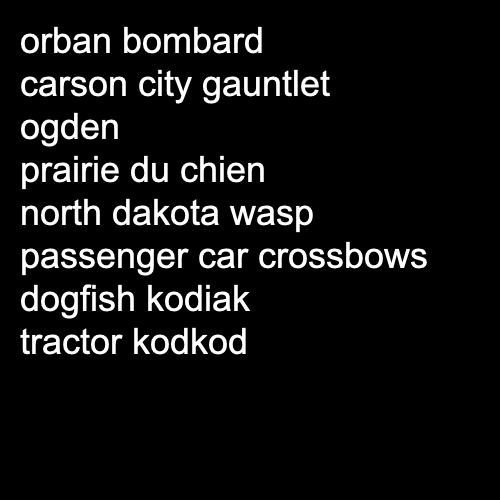 orban bombard
carson city gauntlet
ogden
prairie du chien
north dakota wasp
passenger car crossbows
dogfish kodiak
tractor kodkod